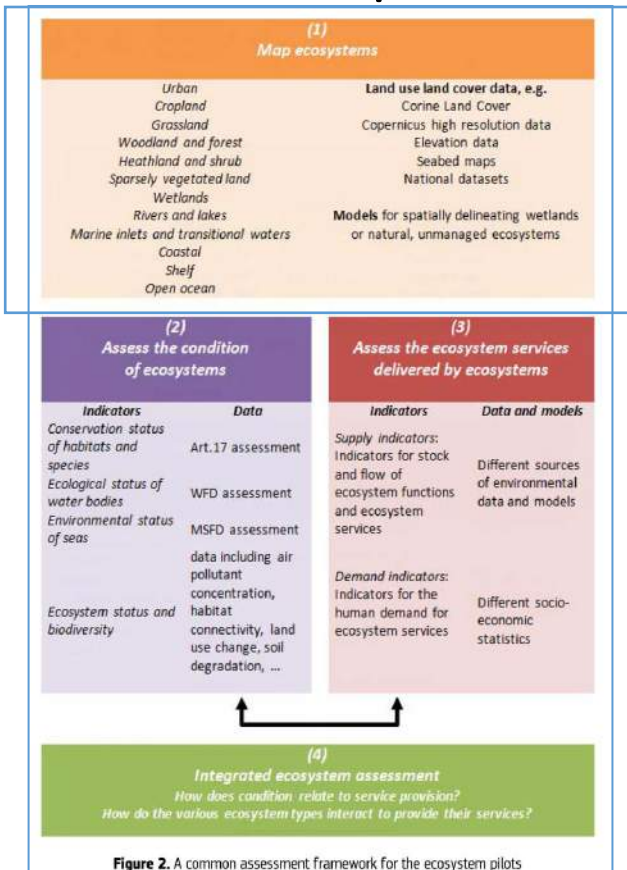 (1)
Map ecosystems
Urban
Cropland
Grassland
Woodland and forest
Heathland and shrub
Sparsely vegetated land
Wetlands
Rivers and lakes
Marine inlets and transitional waters
Coastal
Shelf
Open ocean
Land use land cover data, e.g.
Corine Land Cover
Copernicus high resolution data
Elevation data
Seabed maps
National datasets
Models for spatially delineating wetlands
or natural, unmanaged ecosystems
(2)
Assess the condition
of ecosystems
Indicators Data
Conservation status
of habitats and
species
Art.17 assessment
Ecological status of
water bodies
WFD assessment
Environmental status
of seas
MSFD assessment
Ecosystem status and
biodiversity
data including air
pollutant
concentration,
habitat
connectivity, land
use change, soil
degradation, ...
(3)
Assess the ecosystem services
delivered by ecosystems
Indicators Data and models
Supply indicators:
Indicators for stock
and flow of
ecosystem functions
and ecosystem
services
Different sources
of environmental
data and models
Demand indicators:
Indicators for the
human demand for
ecosystem services
Different socio-
economic
statistics
(4)
Integrated ecosystem assessment
How does condition relate to service provision?
How do the various ecosystem types interact to provide their services?
Figure 2. A common assessment framework for the ecosystem pilots